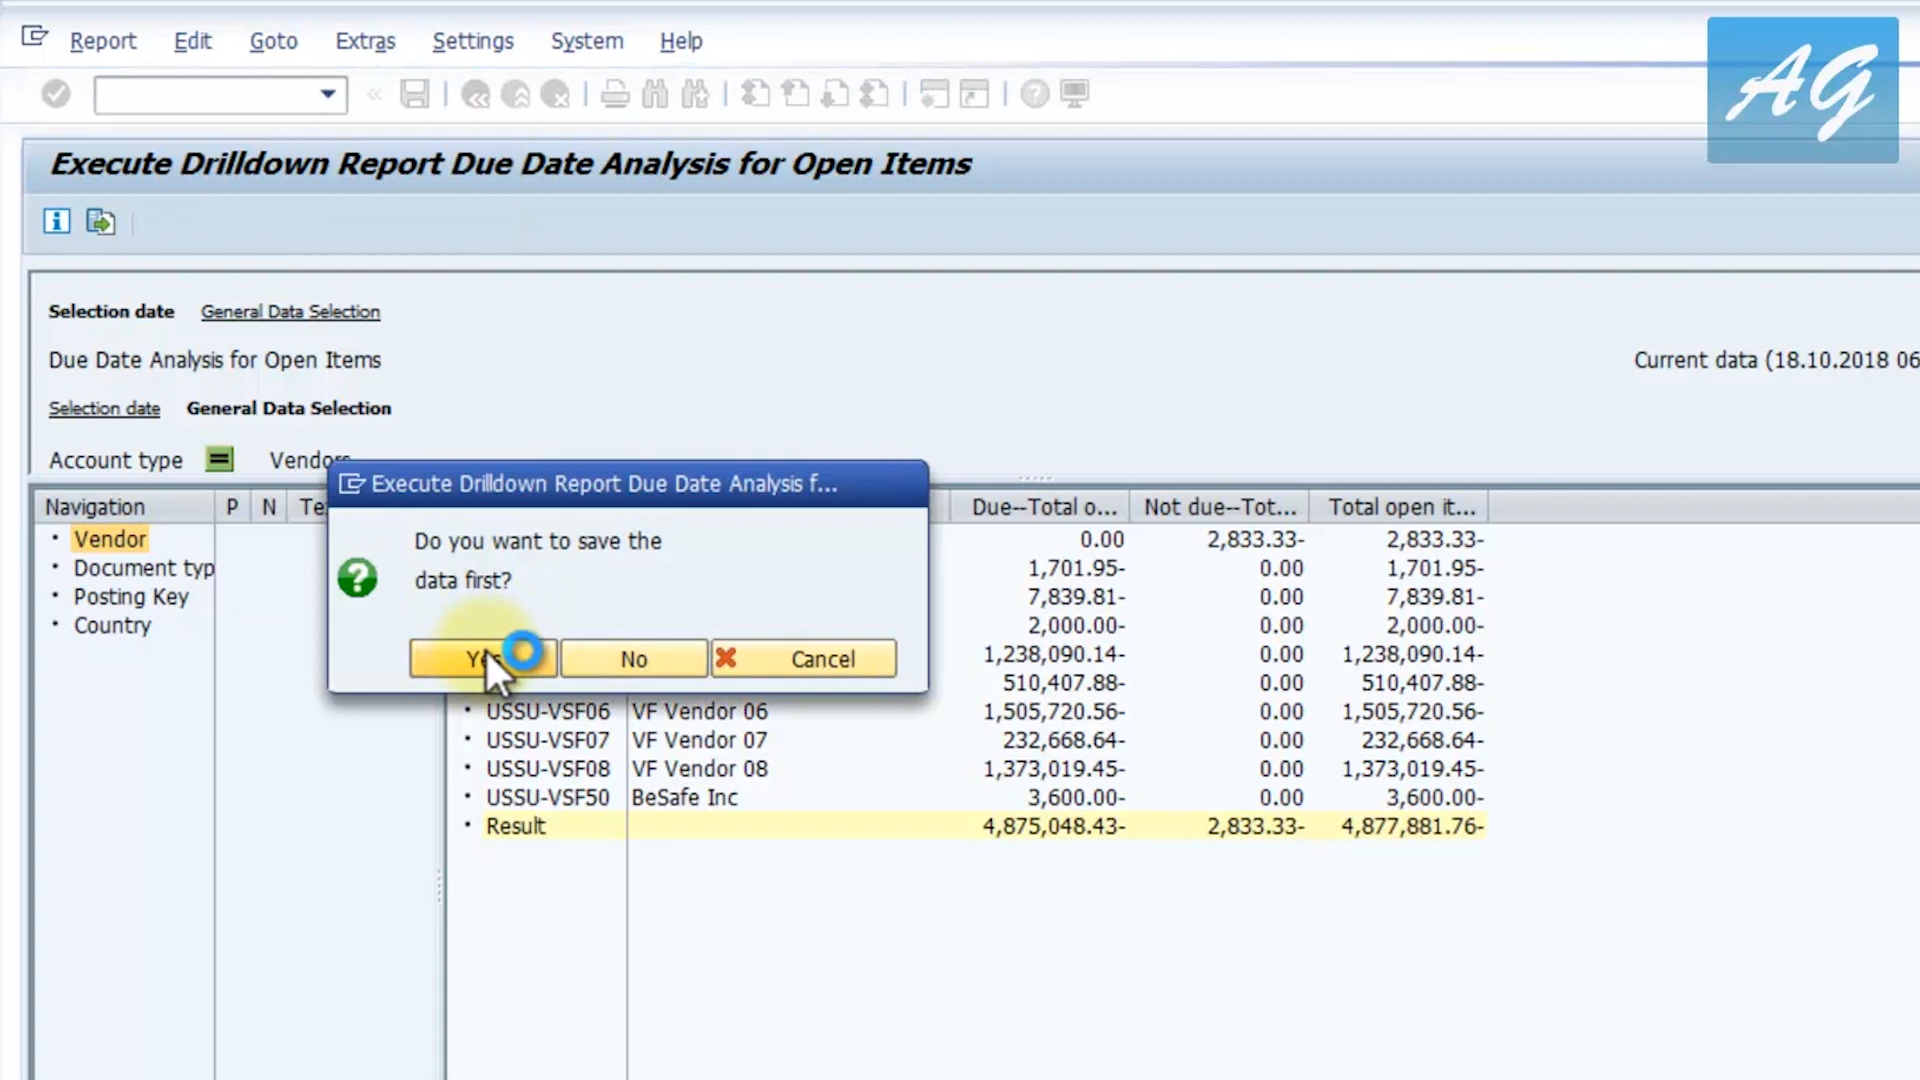 Report Edit Goto Extras Settings System Help
AG
Execute Drilldown Report Due Date Analysis for Open Items
Selection date General Data Selection
Due Date Analysis for Open Items
Current data (18.10.2018 06
Selection date General Data Selection
Account type Vendors
Navigation P N Te
Due--Total o... Not due--Tot... Total open it...
Vendor
Document typ
Posting Key
Country
Execute Drilldown Report Due Date Analysis f...
Do you want to save the
data first?
Yes No Cancel
0.00 2,833.33- 2,833.33-
1,701.95- 0.00 1,701.95-
7,839.81- 0.00 7,839.81-
2,000.00- 0.00 2,000.00-
1,238,090.14- 0.00 1,238,090.14-
510,407.88- 0.00 510,407.88-
USSU-VSF06 VF Vendor 06 1,505,720.56- 0.00 1,505,720.56-
USSU-VSF07 VF Vendor 07 232,668.64- 0.00 232,668.64-
USSU-VSF08 VF Vendor 08 1,373,019.45- 0.00 1,373,019.45-
USSU-VSF50 BeSafe Inc 3,600.00- 0.00 3,600.00-
Result 4,875,048.43- 2,833.33- 4,877,881.76-